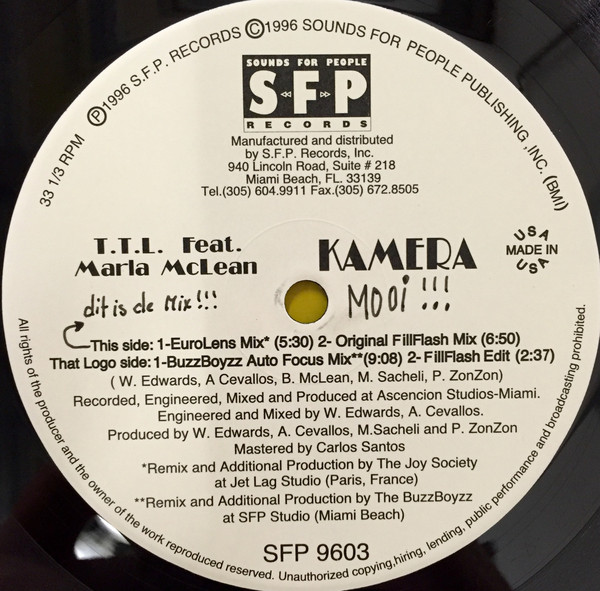 ℗1996 S.F.P. RECORDS ©1996 SOUNDS FOR PEOPLE PUBLISHING ,INC. (BMI)
33 1/3 RPM
SOUNDS FOR PEOPLE
S F P
RECORDS
Manufactured and distributed
by S.F.P. Records, Inc.
940 Lincoln Road, Suite # 218
Miami Beach, FL. 33139
Tel.(305) 604.9911 Fax.(305) 672.8505
T.T.L. Feat.
Marla McLean
KAMERA
USA
MADE IN
USA
dit is de Mix!!!
MOOI !!!
This side: 1-EuroLens Mix* (5:30) 2- Original FillFlash Mix (6:50)
That Logo side: 1-BuzzBoyzz Auto Focus Mix**(9:08) 2- FillFlash Edit (2:37)
( W. Edwards, A Cevallos, B. McLean, M. Sacheli, P. ZonZon)
Recorded, Engineered, Mixed and Produced at Ascencion Studios-Miami.
Engineered and Mixed by W. Edwards, A. Cevallos.
Produced by W. Edwards, A. Cevallos, M.Sacheli and P. ZonZon
Mastered by Carlos Santos
*Remix and Additional Production by The Joy Society
at Jet Lag Studio (Paris, France)
**Remix and Additional Production by The BuzzBoyzz
at SFP Studio (Miami Beach)
SFP 9603
All rights of the producer and the owner of the work reproduced reserved. Unauthorized copying,hiring, lending, public performance and broadcasting prohibited.